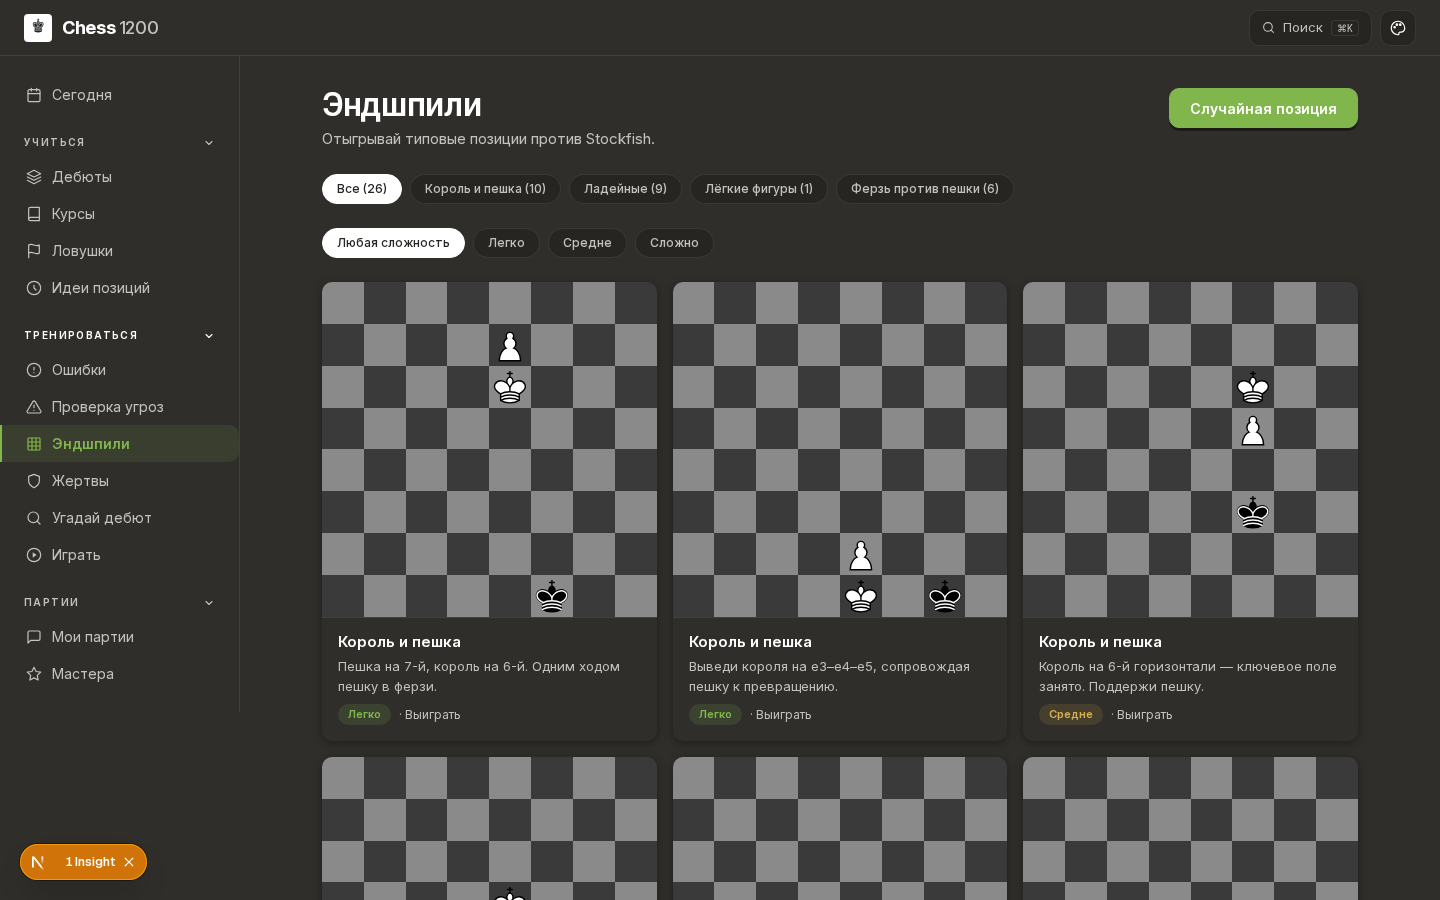 Chess 1200
Поиск ⌘K
Сегодня
УЧИТЬСЯ
Дебюты
Курсы
Ловушки
Идеи позиций
ТРЕНИРОВАТЬСЯ
Ошибки
Проверка угроз
Эндшпили
Жертвы
Угадай дебют
Играть
ПАРТИИ
Мои партии
Мастера
1 Insight
Эндшпили
Отыгрывай типовые позиции против Stockfish.
Случайная позиция
Все (26) Король и пешка (10) Ладейные (9) Лёгкие фигуры (1) Ферзь против пешки (6)
Любая сложность Легко Средне Сложно
Король и пешка
Пешка на 7-й, король на 6-й. Одним ходом
пешку в ферзи.
Легко · Выиграть
Король и пешка
Выведи короля на e3–e4–e5, сопровождая
пешку к превращению.
Легко · Выиграть
Король и пешка
Король на 6-й горизонтали — ключевое поле
занято. Поддержи пешку.
Средне · Выиграть